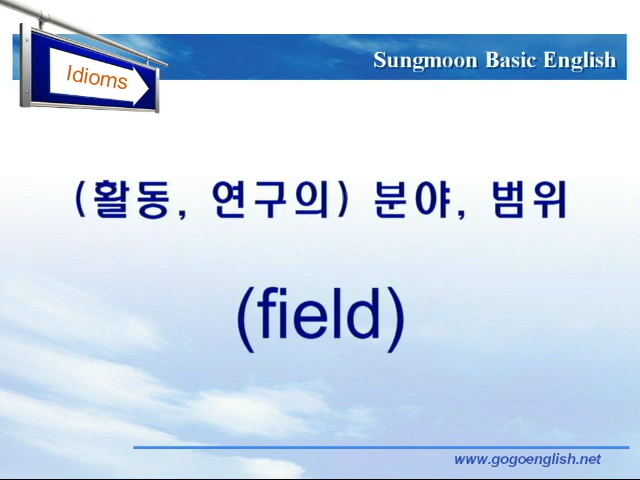 Idioms
Sungmoon Basic English
(활동, 연구의) 분야, 범위
(field)
www.gogoenglish.net